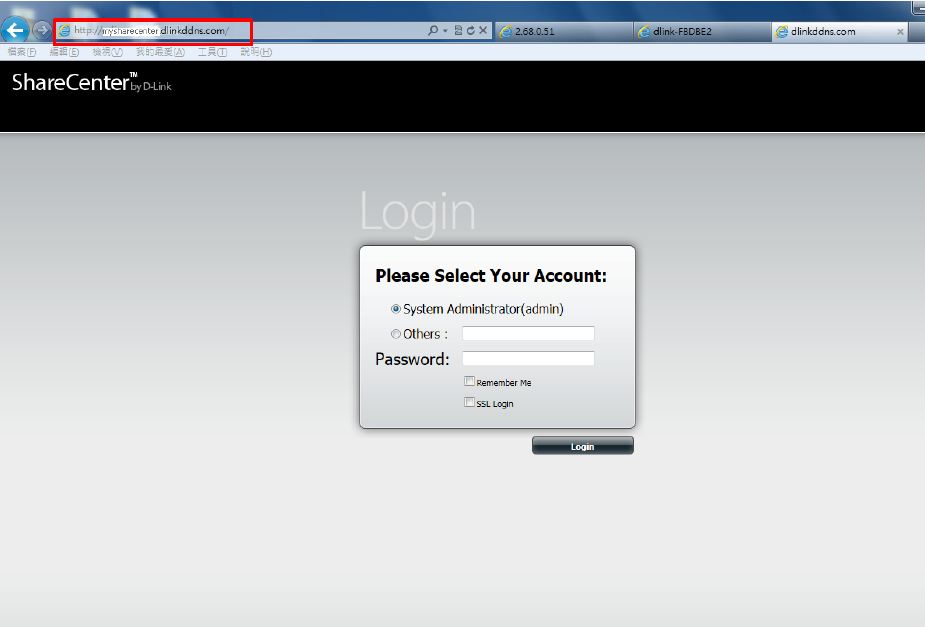 http://mysharecenter.dlinkddns.com/
2.68.0.51
dlink-FBDBE2
dlinkddns.com
檔案(F) 編輯(E) 檢視(V) 我的最愛(A) 工具(T) 說明(H)
ShareCenter™ by D-Link
Login
Please Select Your Account:
System Administrator(admin)
Others :
Password:
Remember Me
SSL Login
Login